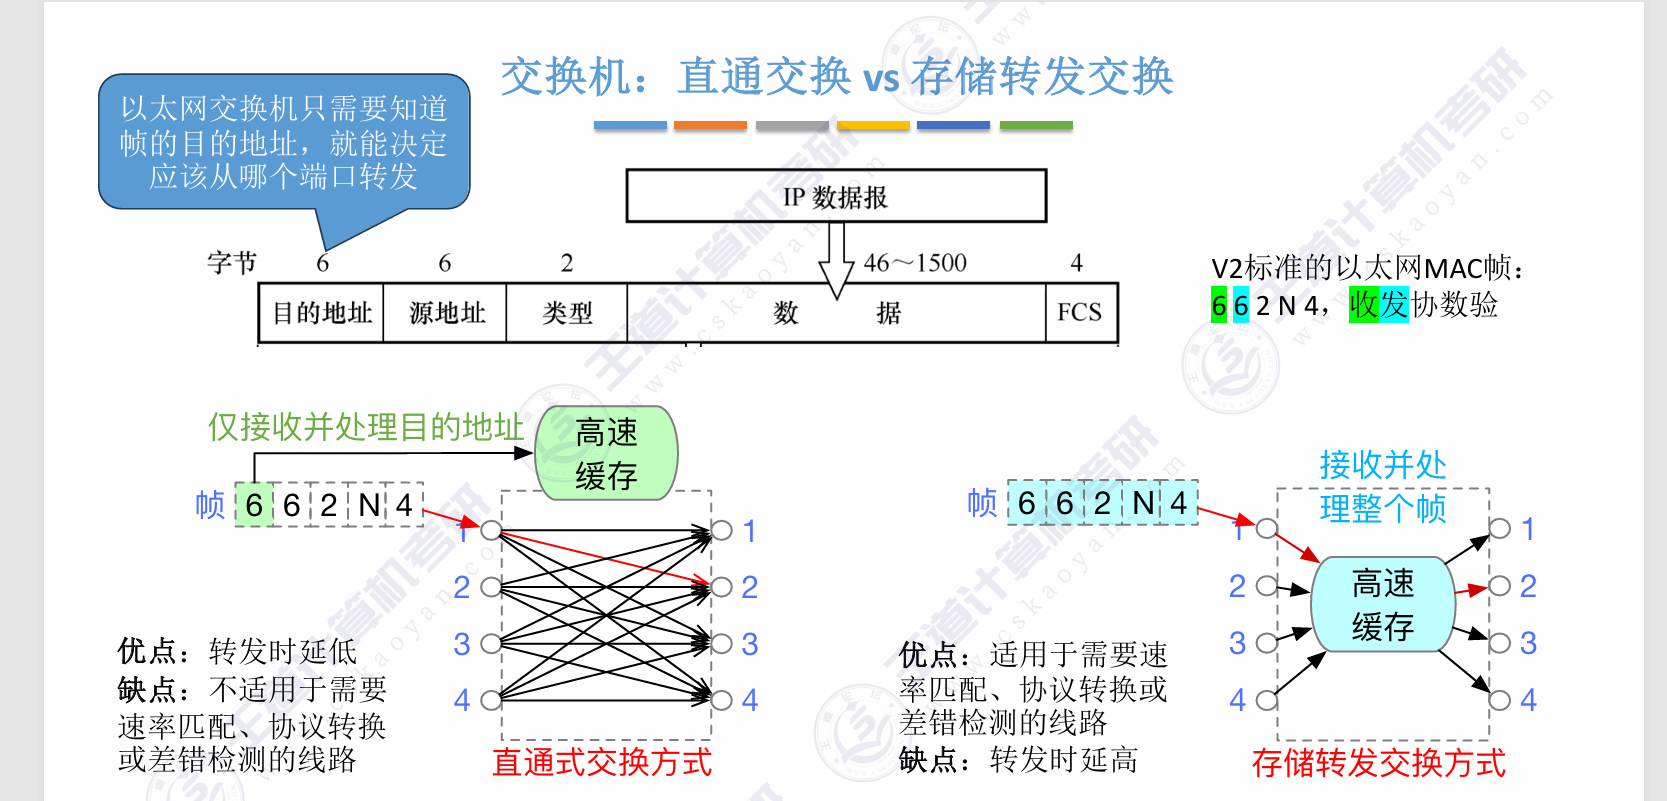 交换机：直通交换 vs 存储转发交换
以太网交换机只需要知道
帧的目的地址，就能决定
应该从哪个端口转发
IP 数据报
字节 6 6 2 46～1500 4
目的地址 源地址 类型 数 据 FCS
V2标准的以太网MAC帧：
6 6 2 N 4，收发协数验
仅接收并处理目的地址
高速
缓存
帧 6 6 2 N 4
1 1
2 2
3 3
4 4
优点：转发时延低
缺点：不适用于需要
速率匹配、协议转换
或差错检测的线路
直通式交换方式
接收并处
理整个帧
帧 6 6 2 N 4
高速
缓存
1 1
2 2
3 3
4 4
优点：适用于需要速
率匹配、协议转换或
差错检测的线路
缺点：转发时延高
存储转发交换方式
王道计算机考研
www.cskaoyan.com